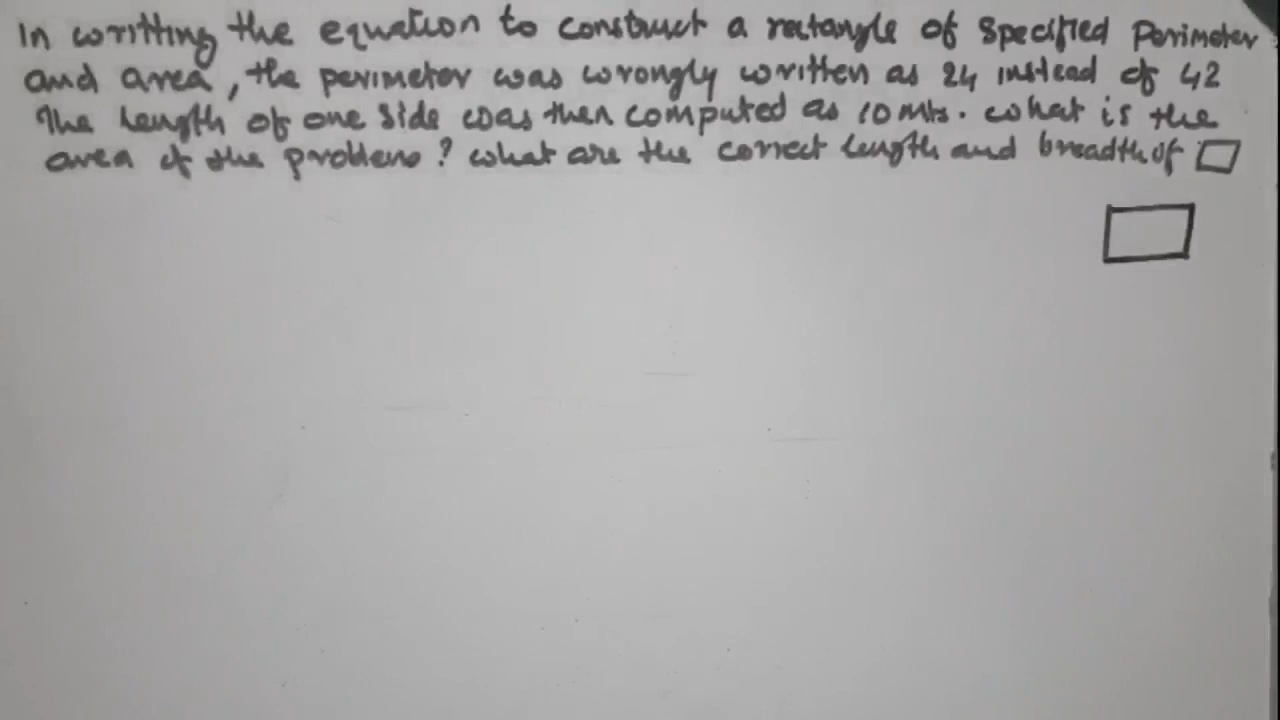 In writting the equation to construct a ratangle of specified Perimeter
and area, the perimeter was wrongly written as 24 instead of 42
The length of one side was then computed as 10 mts. what is the
area of the problem? what are the correct length and breadth of